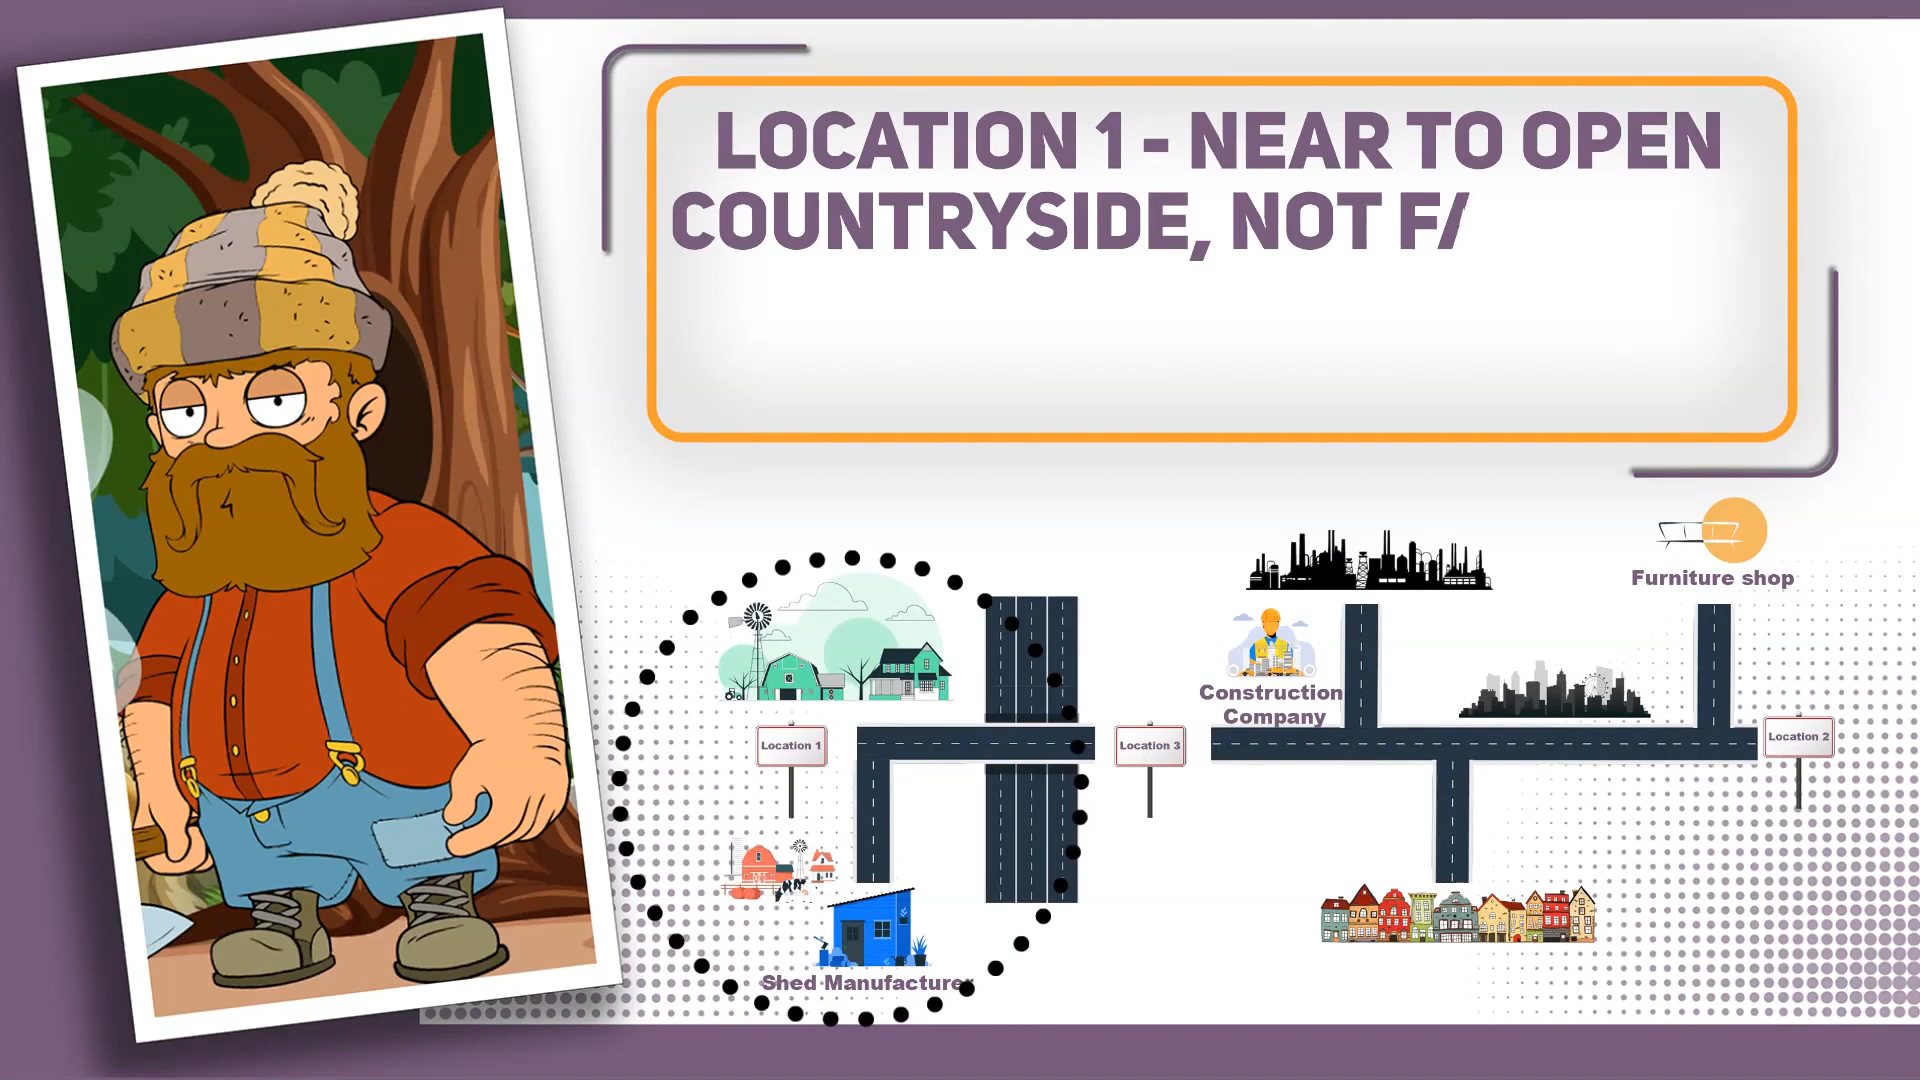 LOCATION 1 - NEAR TO OPEN
COUNTRYSIDE, NOT F/
Furniture shop
Construction
Company
Location 1
Location 3
Location 2
Shed Manufacturer